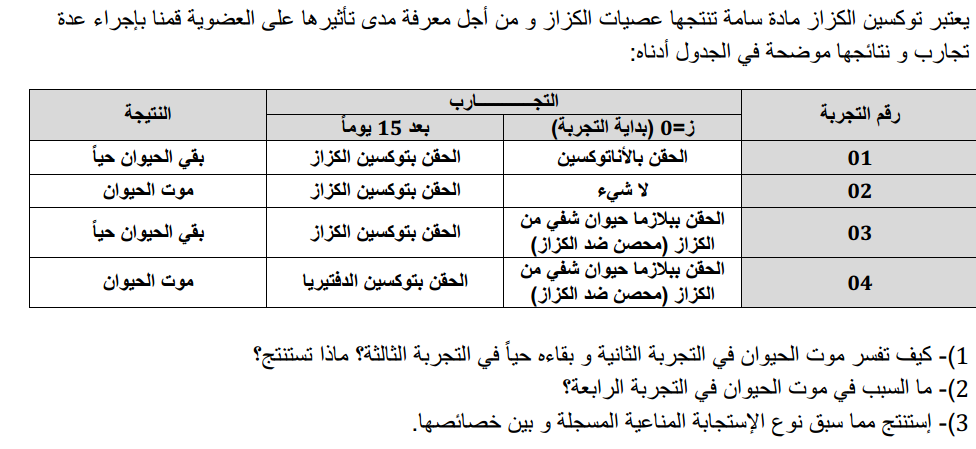 يعتبر توكسين الكزاز مادة سامة تنتجها عصيات الكزاز و من أجل معرفة مدى تأثيرها على العضوية قمنا بإجراء عدة
تجارب و نتائجها موضحة في الجدول أدناه:
رقم التجربة التجـــــــــارب النتيجة
ز=0 (بداية التجربة) بعد 15 يوماً
01 الحقن بالأناتوكسين الحقن بتوكسين الكزاز بقي الحيوان حياً
02 لا شيء الحقن بتوكسين الكزاز موت الحيوان
03 الحقن ببلازما حيوان شفي من الكزاز (محصن ضد الكزاز) الحقن بتوكسين الكزاز بقي الحيوان حياً
04 الحقن ببلازما حيوان شفي من الكزاز (محصن ضد الكزاز) الحقن بتوكسين الدفتيريا موت الحيوان
1)- كيف تفسر موت الحيوان في التجربة الثانية و بقاءه حياً في التجربة الثالثة؟ ماذا تستنتج؟
2)- ما السبب في موت الحيوان في التجربة الرابعة؟
3)- إستنتج مما سبق نوع الإستجابة المناعية المسجلة و بين خصائصها.